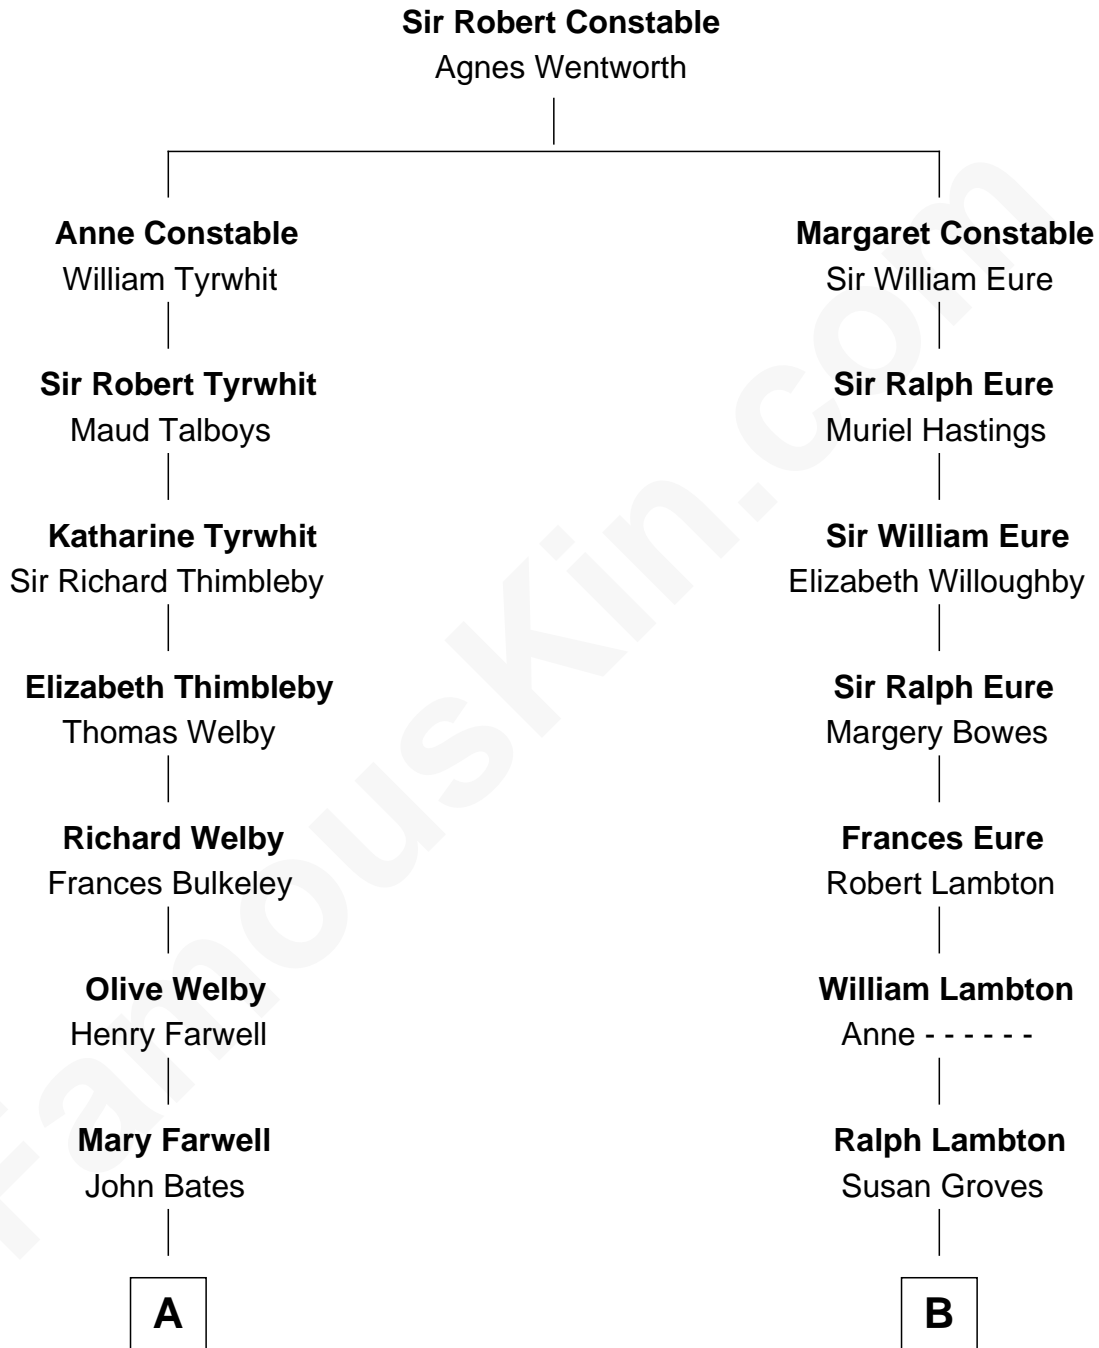 Sir Robert Constable
Agnes Wentworth
Anne Constable
William Tyrwhit
Sir Robert Tyrwhit
Maud Talboys
Katharine Tyrwhit
Sir Richard Thimbleby
Elizabeth Thimbleby
Thomas Welby
Richard Welby
Frances Bulkeley
Olive Welby
Henry Farwell
Mary Farwell
John Bates
A
Margaret Constable
Sir William Eure
Sir Ralph Eure
Muriel Hastings
Sir William Eure
Elizabeth Willoughby
Sir Ralph Eure
Margery Bowes
Frances Eure
Robert Lambton
William Lambton
Anne - - - - - -
Ralph Lambton
Susan Groves
B
FamousKin.com